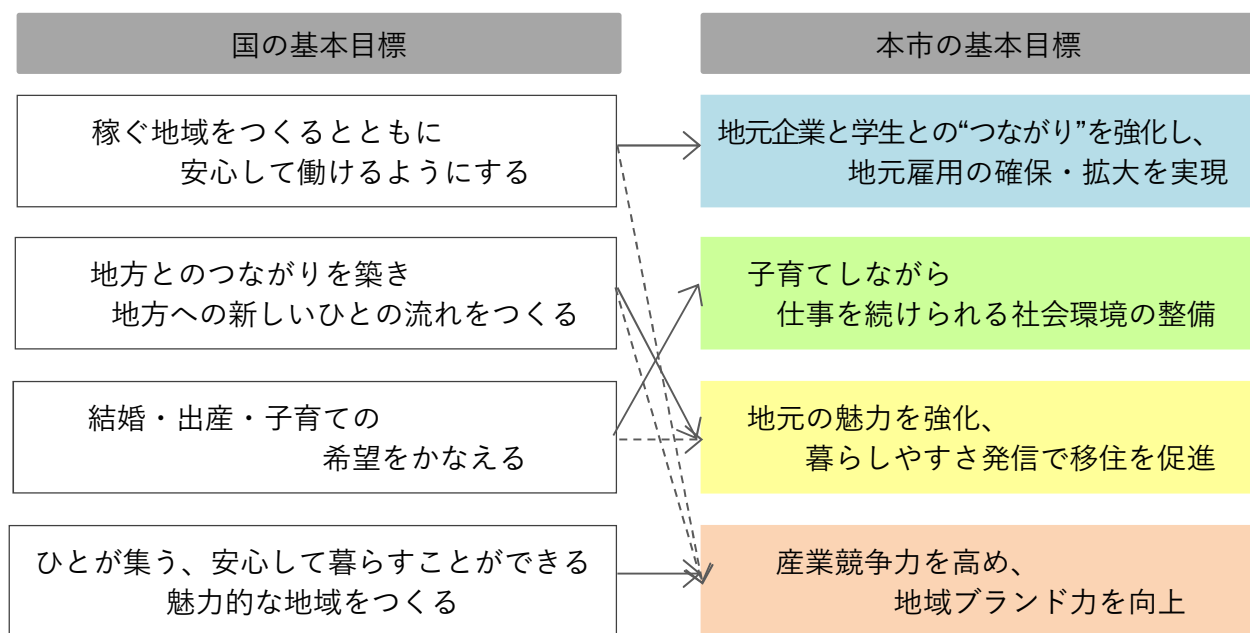 国の基本目標
本市の基本目標
稼ぐ地域をつくるとともに
安心して働けるようにする
地元企業と学生との“つながり”を強化し、
地元雇用の確保・拡大を実現
地方とのつながりを築き
地方への新しいひとの流れをつくる
子育てしながら
仕事を続けられる社会環境の整備
結婚・出産・子育ての
希望をかなえる
地元の魅力を強化、
暮らしやすさ発信で移住を促進
ひとが集う、安心して暮らすことができる
魅力的な地域をつくる
産業競争力を高め、
地域ブランド力を向上